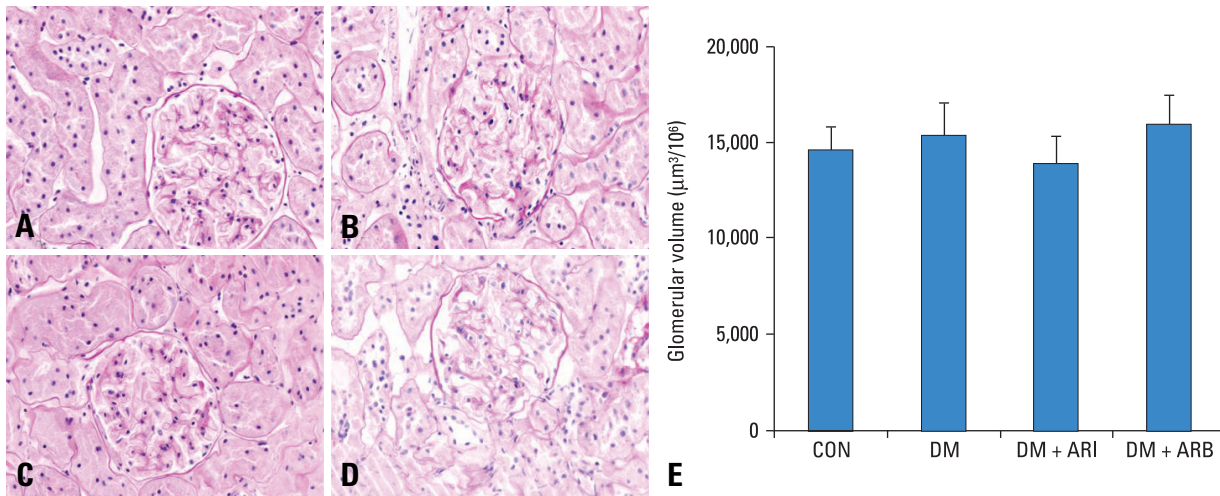 A
B
C
D
E
Glomerular volume (μm³/10⁶)
20,000
15,000
10,000
5,000
0
CON
DM
DM + ARI
DM + ARB